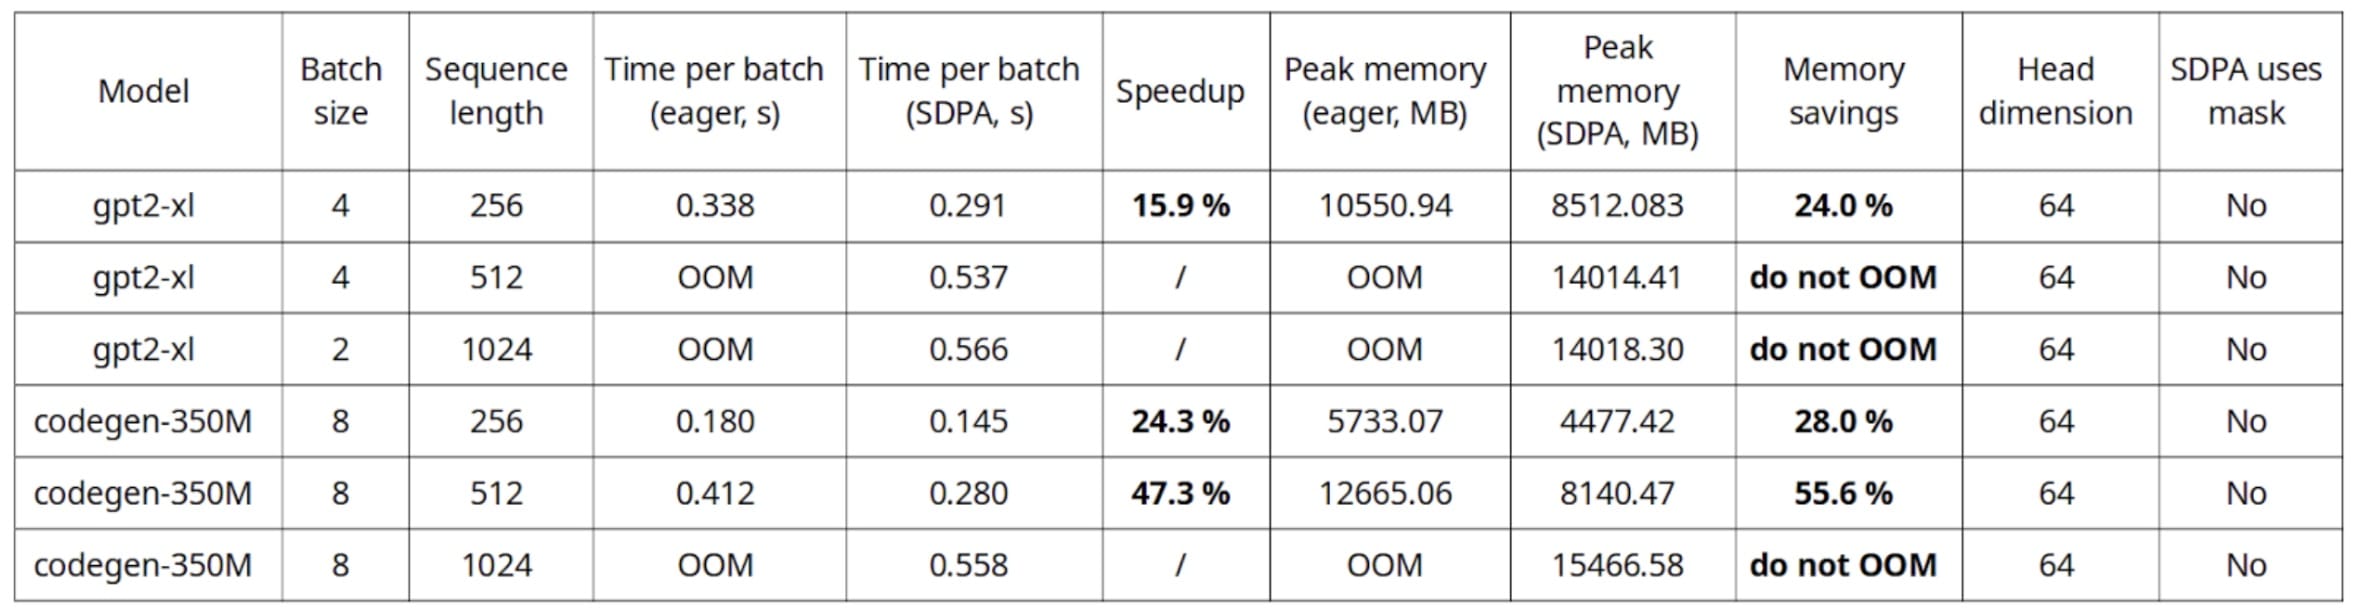 Model Batch size Sequence length Time per batch (eager, s) Time per batch (SDPA, s) Speedup Peak memory (eager, MB) Peak memory (SDPA, MB) Memory savings Head dimension SDPA uses mask
gpt2-xl 4 256 0.338 0.291 15.9 % 10550.94 8512.083 24.0 % 64 No
gpt2-xl 4 512 OOM 0.537 / OOM 14014.41 do not OOM 64 No
gpt2-xl 2 1024 OOM 0.566 / OOM 14018.30 do not OOM 64 No
codegen-350M 8 256 0.180 0.145 24.3 % 5733.07 4477.42 28.0 % 64 No
codegen-350M 8 512 0.412 0.280 47.3 % 12665.06 8140.47 55.6 % 64 No
codegen-350M 8 1024 OOM 0.558 / OOM 15466.58 do not OOM 64 No